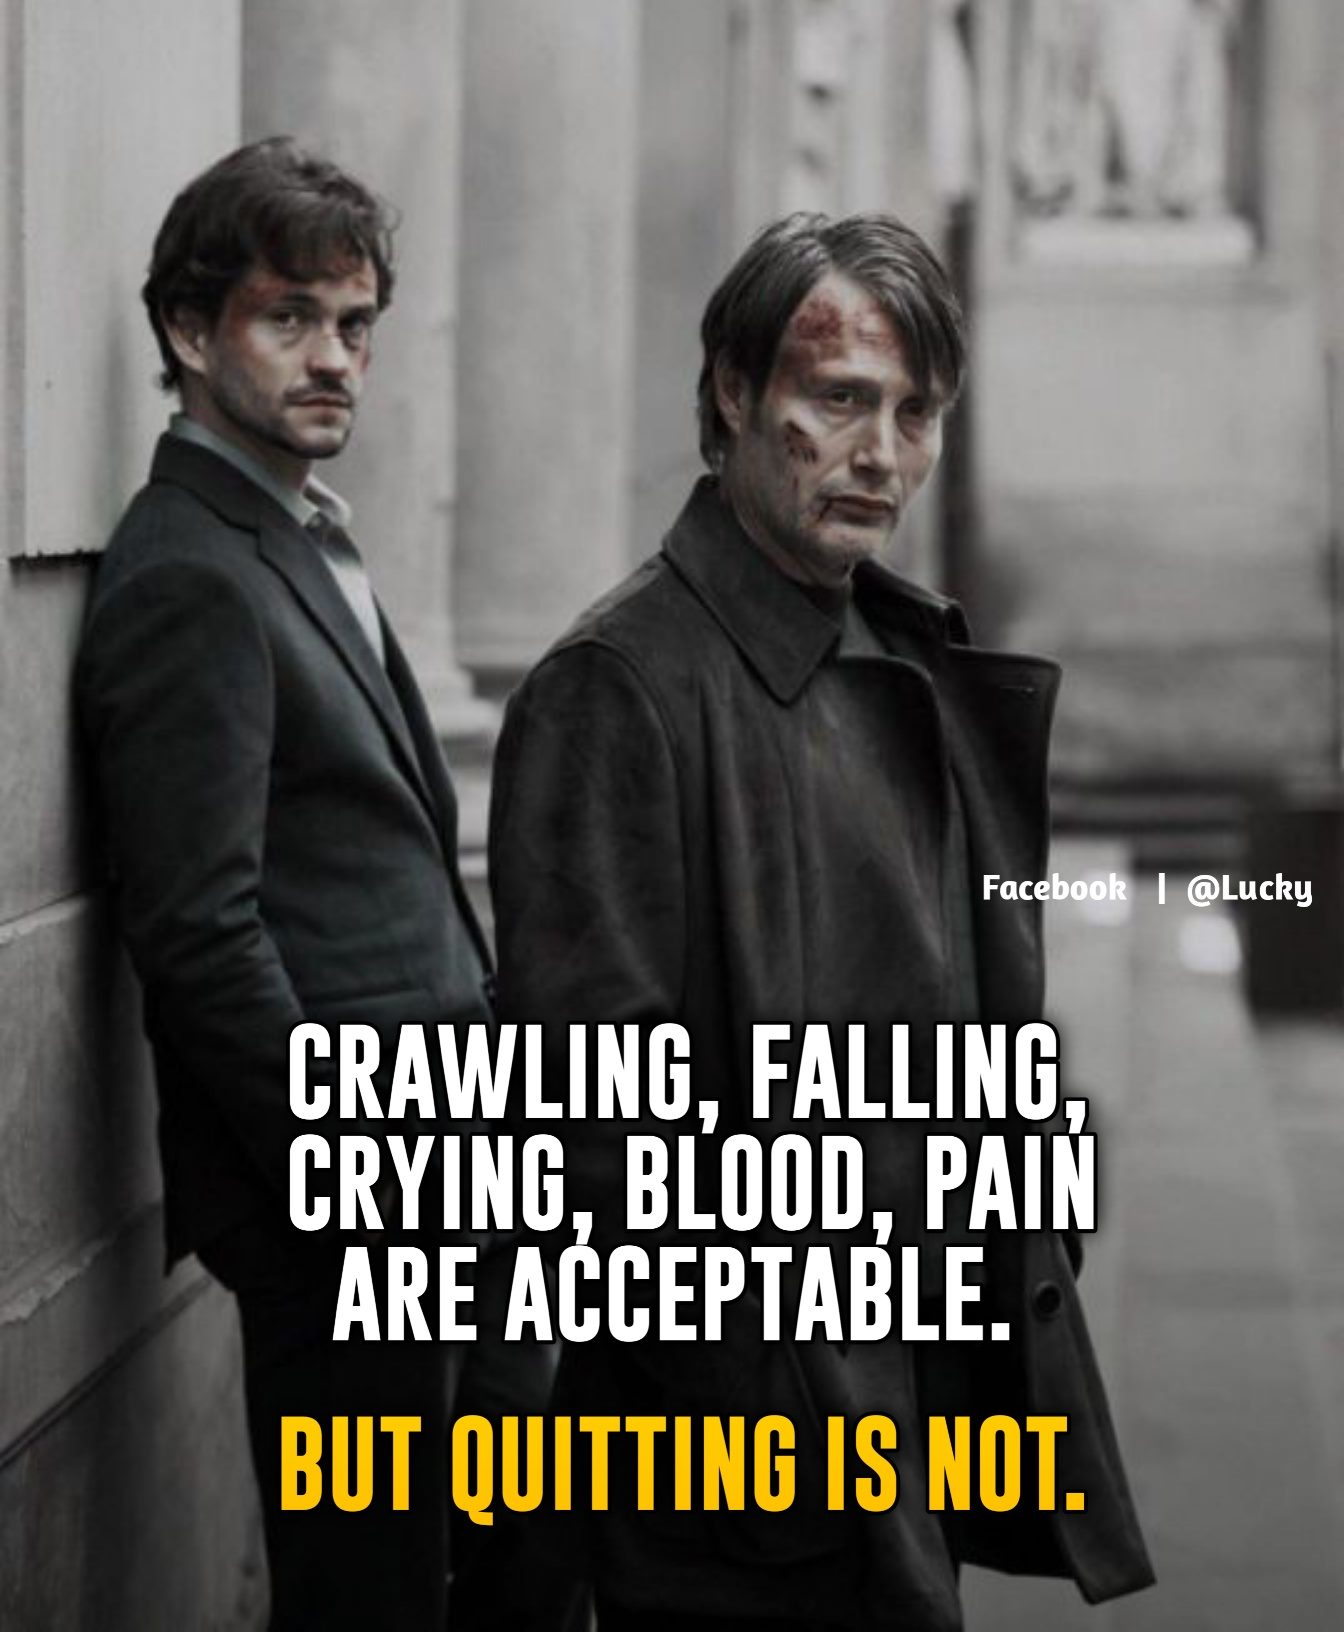 Facebook | @Lucky
CRAWLING, FALLING,
CRYING, BLOOD, PAIN
ARE ACCEPTABLE.
BUT QUITTING IS NOT.